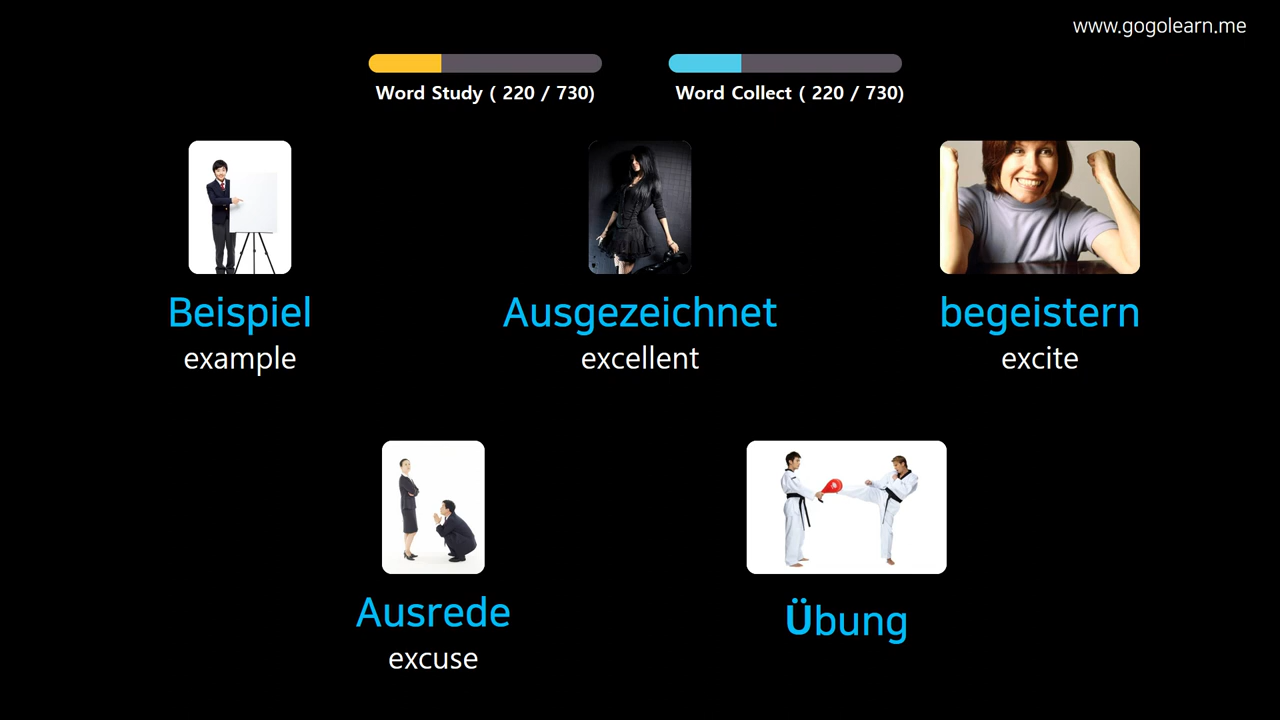 www.gogolearn.me
Word Study ( 220 / 730)
Word Collect ( 220 / 730)
Beispiel
example
Ausgezeichnet
excellent
begeistern
excite
Ausrede
excuse
Übung